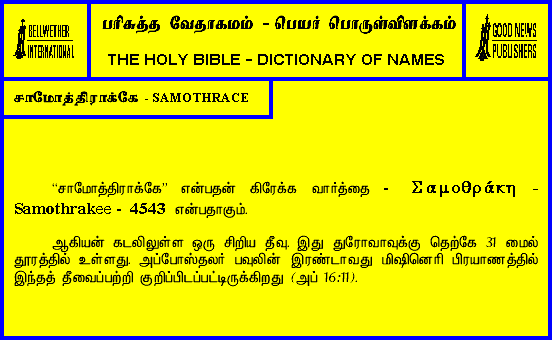 BELLWETHER
INTERNATIONAL
பரிசுத்த வேதாகமம் - பெயர் பொருள்விளக்கம்
THE HOLY BIBLE - DICTIONARY OF NAMES
GOOD NEWS
PUBLISHERS
சாமோத்திராக்கே - SAMOTHRACE
“சாமோத்திராக்கே” என்பதன் கிரேக்க வார்த்தை - Σαμοθράκη -
Samothrakee - 4543 என்பதாகும்.
ஆகியன் கடலிலுள்ள ஒரு சிறிய தீவு. இது துரோவாவுக்கு தெற்கே 31 மைல்
தூரத்தில் உள்ளது. அப்போஸ்தலர் பவுலின் இரண்டாவது மிஷினெரி பிரயாணத்தில்
இந்தத் தீவைப்பற்றி குறிப்பிடப்பட்டிருக்கிறது (அப் 16:11).